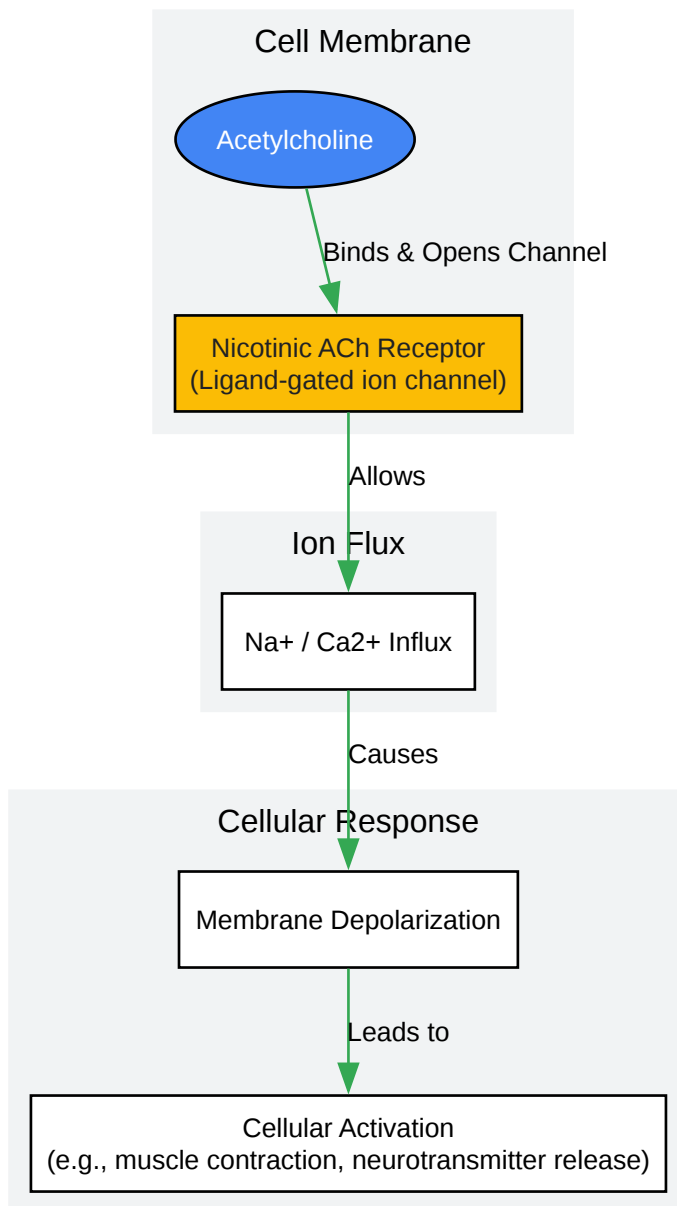 Cell Membrane
Acetylcholine
Binds & Opens Channel
Nicotinic ACh Receptor
(Ligand-gated ion channel)
Allows
Ion Flux
Na+ / Ca2+ Influx
Causes
Cellular Response
Membrane Depolarization
Leads to
Cellular Activation
(e.g., muscle contraction, neurotransmitter release)